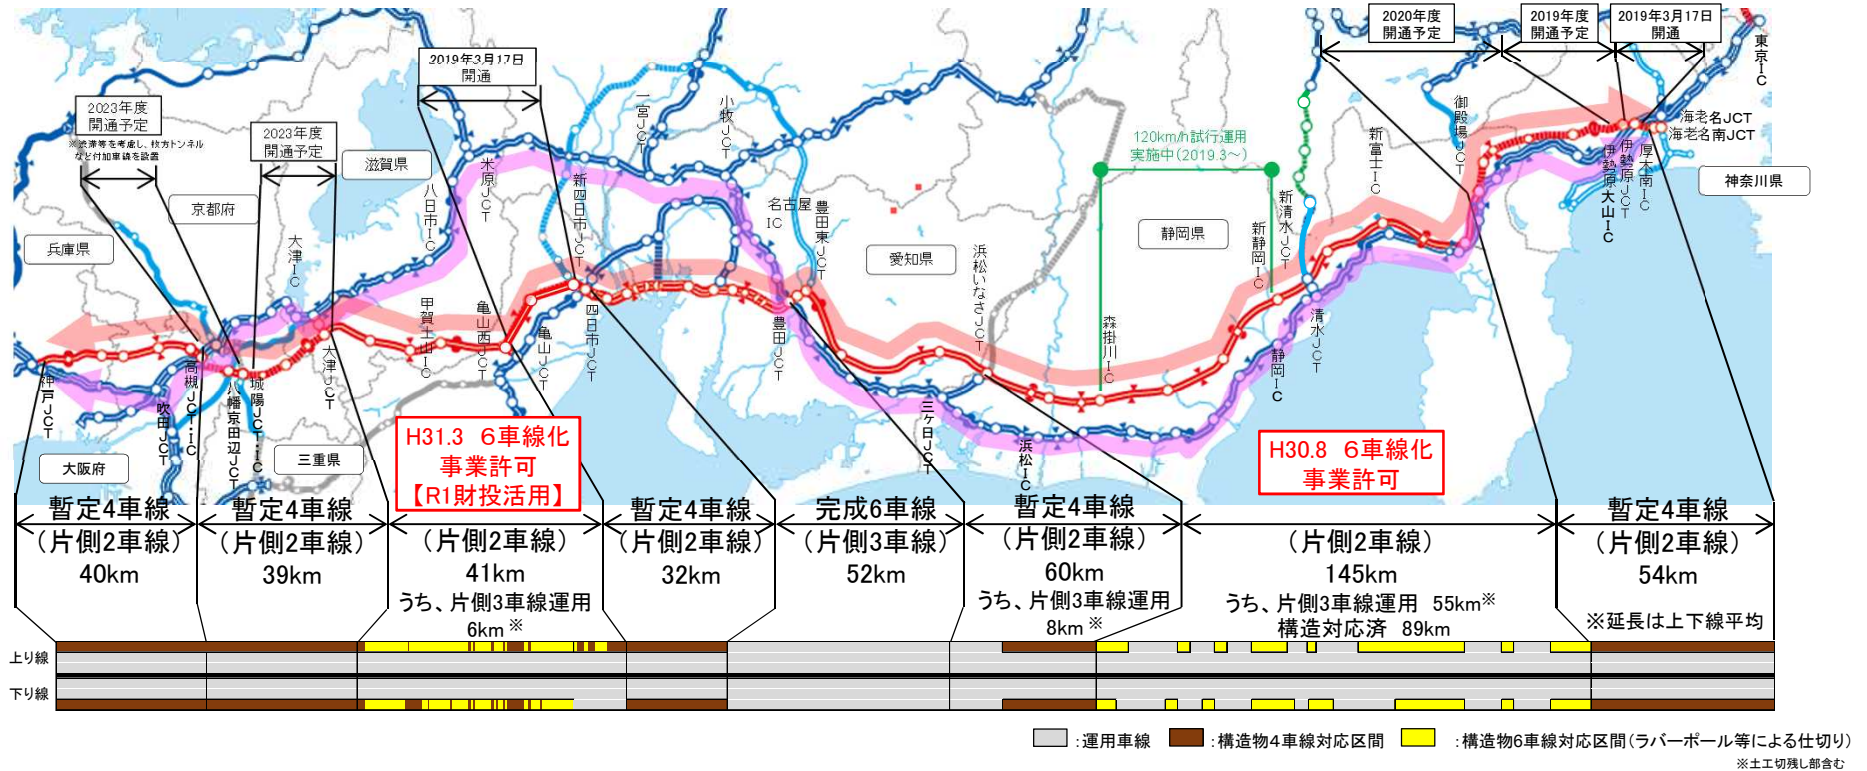 2020年度
開通予定
2019年度
開通予定
2019年3月17日
開通
東京IC
2019年3月17日
開通
2023年度
開通予定
※渋滞等を考慮し、枚方トンネル
など付加車線を設置
2023年度
開通予定
滋賀県
京都府
兵庫県
大阪府
三重県
愛知県
静岡県
神奈川県
120km/h試行運用
実施中(2019.3～)
一宮JCT
小牧JCT
米原JCT
八日市IC
新四日市JCT
名古屋
IC
豊田東JCT
大津IC
甲賀土山IC
亀山西JCT
亀山JCT
四日市JCT
豊田JCT
浜松いなさJCT
森掛川IC
新静岡IC
新清水JCT
新富士IC
御殿場JCT
海老名JCT
海老名南JCT
厚木南IC
伊勢原JCT
伊勢原大山IC
清水JCT
静岡IC
三ヶ日JCT
浜松IC
神戸JCT
吹田JCT
高槻JCT・IC
八幡京田辺JCT
城陽JCT・IC
大津JCT
H31.3 6車線化
事業許可
【R1財投活用】
H30.8 6車線化
事業許可
暫定4車線
(片側2車線)
40km
暫定4車線
(片側2車線)
39km
(片側2車線)
41km
うち、片側3車線運用
6km※
暫定4車線
(片側2車線)
32km
完成6車線
(片側3車線)
52km
暫定4車線
(片側2車線)
60km
うち、片側3車線運用
8km※
(片側2車線)
145km
うち、片側3車線運用 55km※
構造対応済 89km
暫定4車線
(片側2車線)
54km
※延長は上下線平均
上り線
下り線
:運用車線
:構造物4車線対応区間
:構造物6車線対応区間(ラバーポール等による仕切り)
※土工切残し部含む